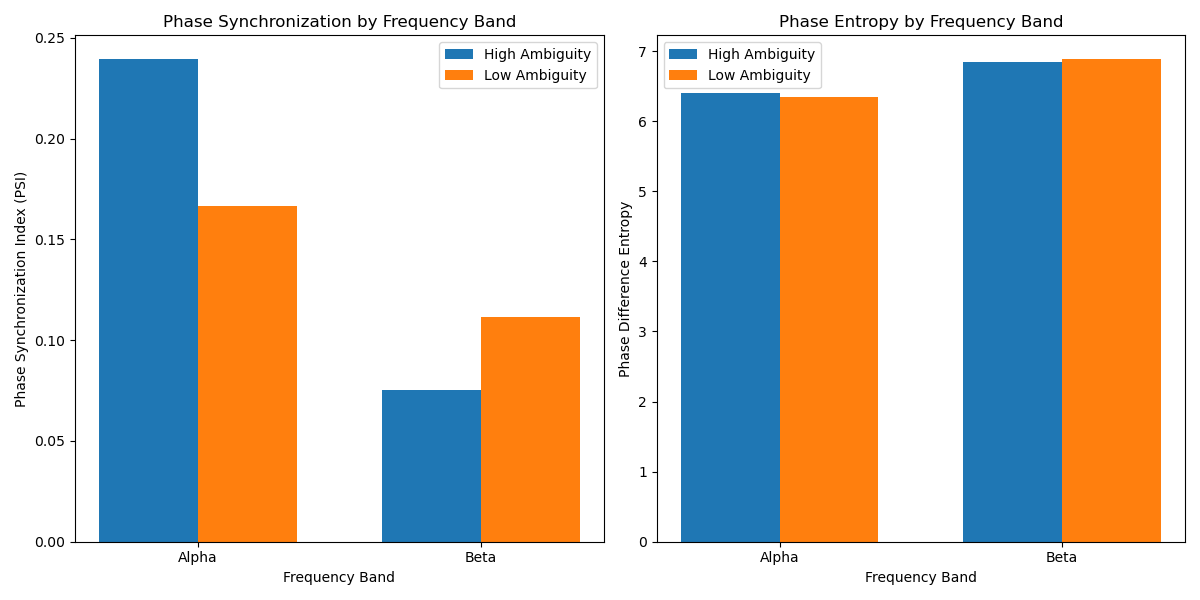 Phase Synchronization by Frequency Band
Phase Synchronization Index (PSI)
0.25
0.20
0.15
0.10
0.05
0.00
High Ambiguity
Low Ambiguity
Alpha
Beta
Frequency Band
Phase Entropy by Frequency Band
Phase Difference Entropy
7
6
5
4
3
2
1
0
High Ambiguity
Low Ambiguity
Alpha
Beta
Frequency Band